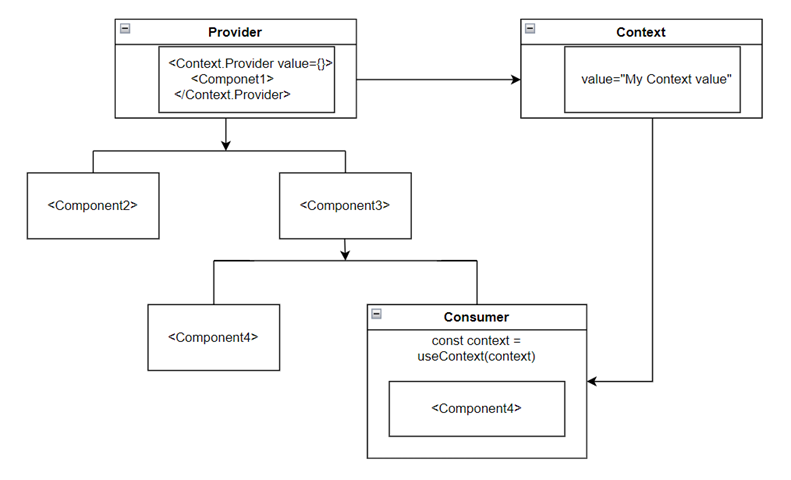 Provider
Context
<Context.Provider value={}>
<Componet1>
</Context.Provider>
value="My Context value"
<Component2>
<Component3>
<Component4>
Consumer
const context =
useContext(context)
<Component4>